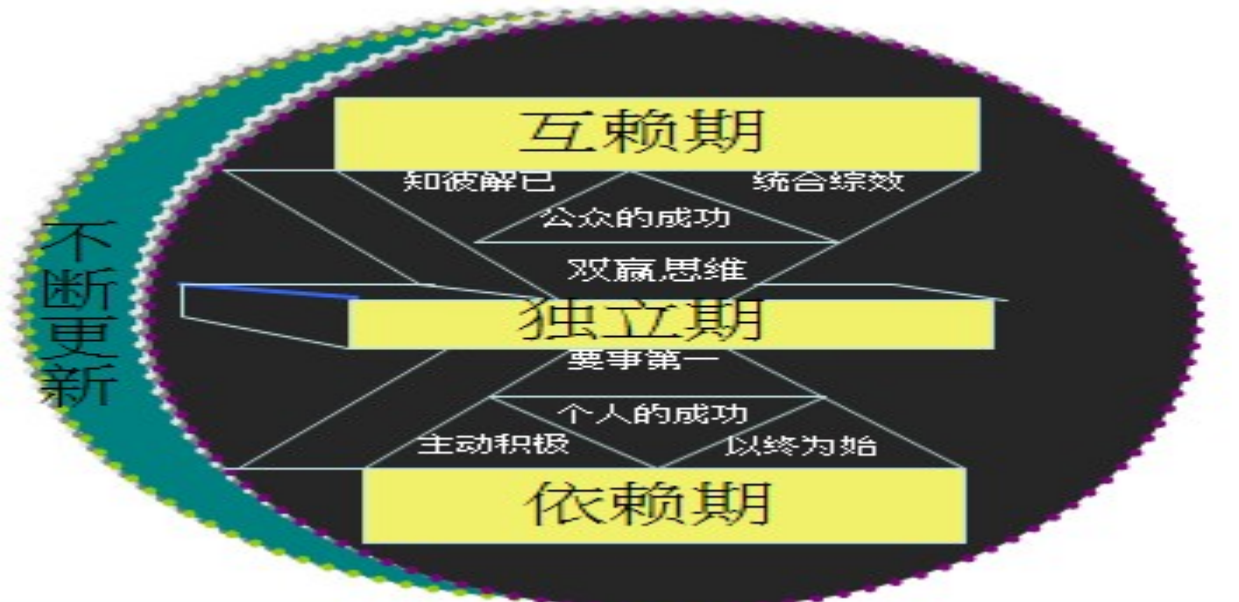 互赖期
知彼解已 统合综效
公众的成功
双赢思维
独立期
要事第一
个人的成功
主动积极 以终为始
依赖期
不断更新